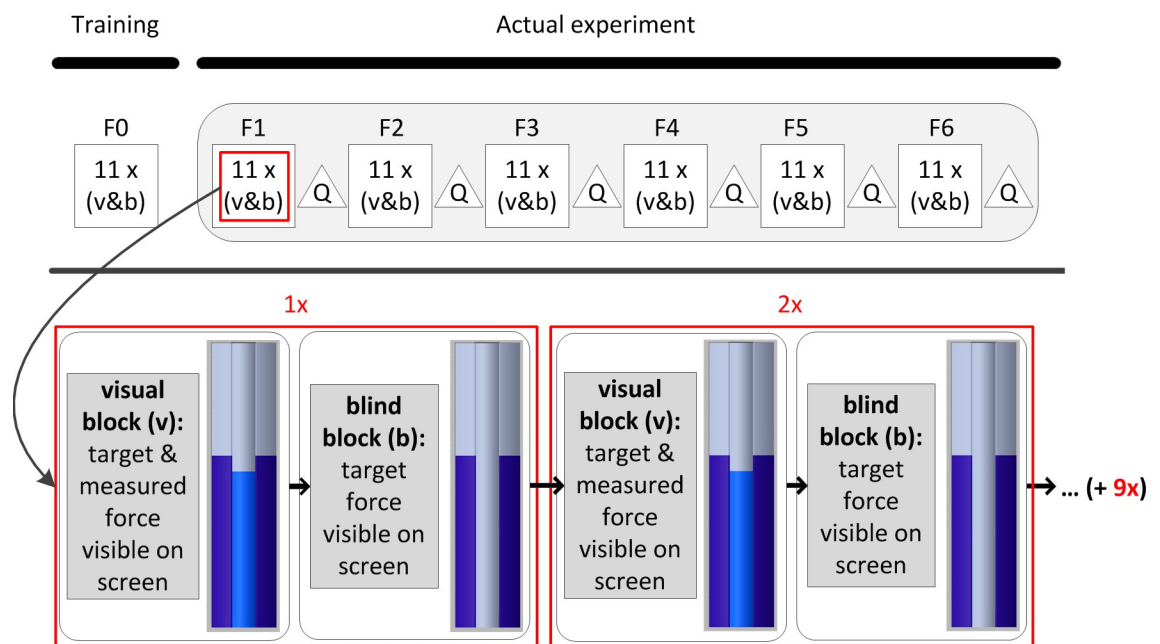 Training
Actual experiment
F0
F1
F2
F3
F4
F5
F6
11 x
(v&b)
11 x
(v&b)
Q
11 x
(v&b)
Q
11 x
(v&b)
Q
11 x
(v&b)
Q
11 x
(v&b)
Q
11 x
(v&b)
Q
1x
2x
visual
block (v):
target &
measured
force
visible on
screen
blind
block (b):
target
force
visible on
screen
visual
block (v):
target &
measured
force
visible on
screen
blind
block (b):
target
force
visible on
screen
... (+ 9x)